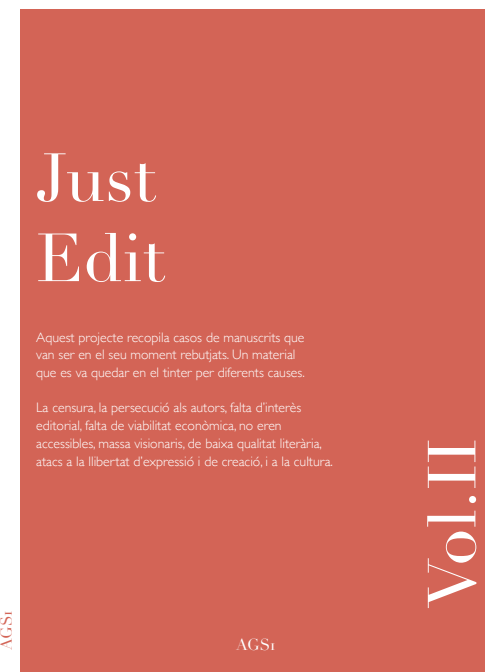 Just
Edit
Aquest projecte recopila casos de manuscrits que
van ser en el seu moment rebutjats. Un material
que es va quedar en el tinter per diferents causes.
La censura, la persecució als autors, falta d'interès
editorial, falta de viabilitat econòmica, no eren
accessibles, massa visionaris, de baixa qualitat literària,
atacs a la llibertat d'expressió i de creació, i a la cultura.
Vol.II
AGS1
AGS1